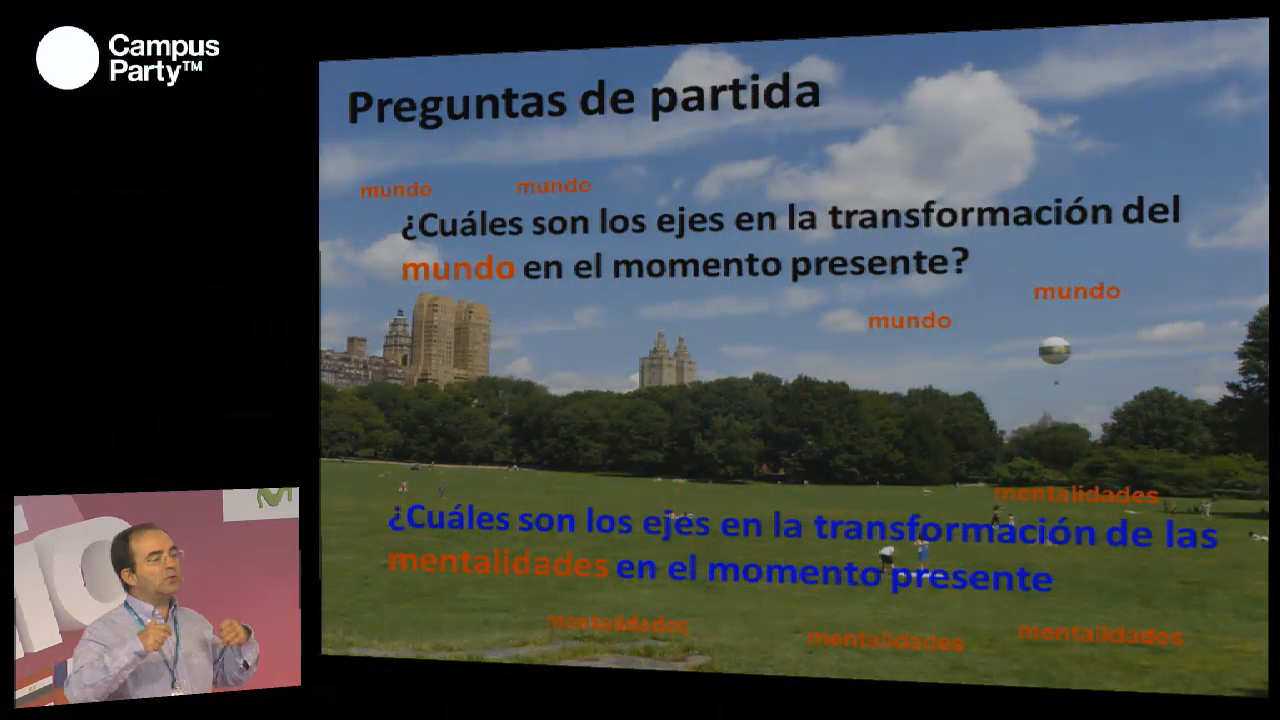 Campus
Party™
Preguntas de partida
mundo mundo
¿Cuáles son los ejes en la transformación del
mundo en el momento presente?
mundo
mundo
mentalidades
¿Cuáles son los ejes en la transformación de las
mentalidades en el momento presente
mentalidades
mentalidades
mentalidades